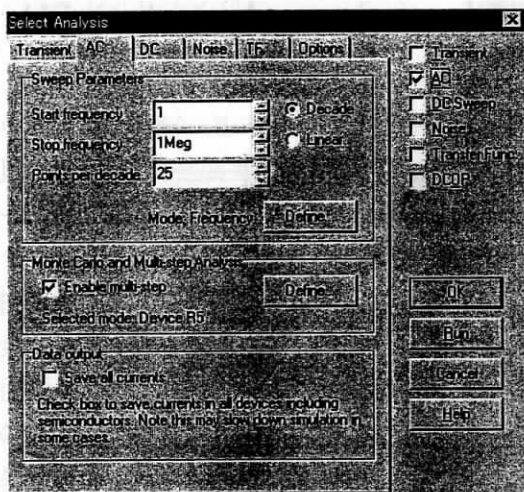 Select Analysis
Transient AC DC Noise TF Options
Sweep Parameters
Start frequency 1 Decade
Stop frequency 1Meg Linear
Points per decade 25
Mode: Frequency Define...
Monte Carlo and Multi-step Analysis
Enable multi-step Define...
Selected mode: Device R5
Data output
Save all currents
Check box to save currents in all devices including
semiconductors. Note this may slow down simulation in
some cases.
Transient
AC
DC Sweep
Noise
Transfer Func
DCOP
OK
Run
Cancel
Help